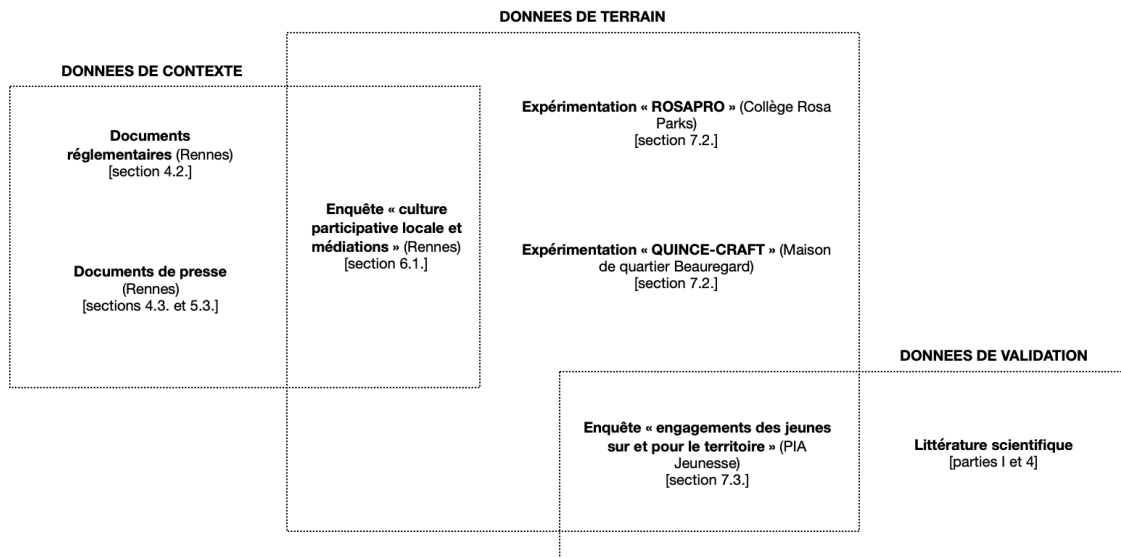 DONNEES DE TERRAIN
DONNEES DE CONTEXTE
Documents
réglementaires (Rennes)
[section 4.2.]
Documents de presse
(Rennes)
[sections 4.3. et 5.3.]
Enquête « culture
participative locale et
médiations » (Rennes)
[section 6.1.]
Expérimentation « ROSAPRO » (Collège Rosa
Parks)
[section 7.2.]
Expérimentation « QUINCE-CRAFT » (Maison
de quartier Beauregard)
[section 7.2.]
DONNEES DE VALIDATION
Enquête « engagements des jeunes
sur et pour le territoire » (PIA
Jeunesse)
[section 7.3.]
Littérature scientifique
[parties I et 4]